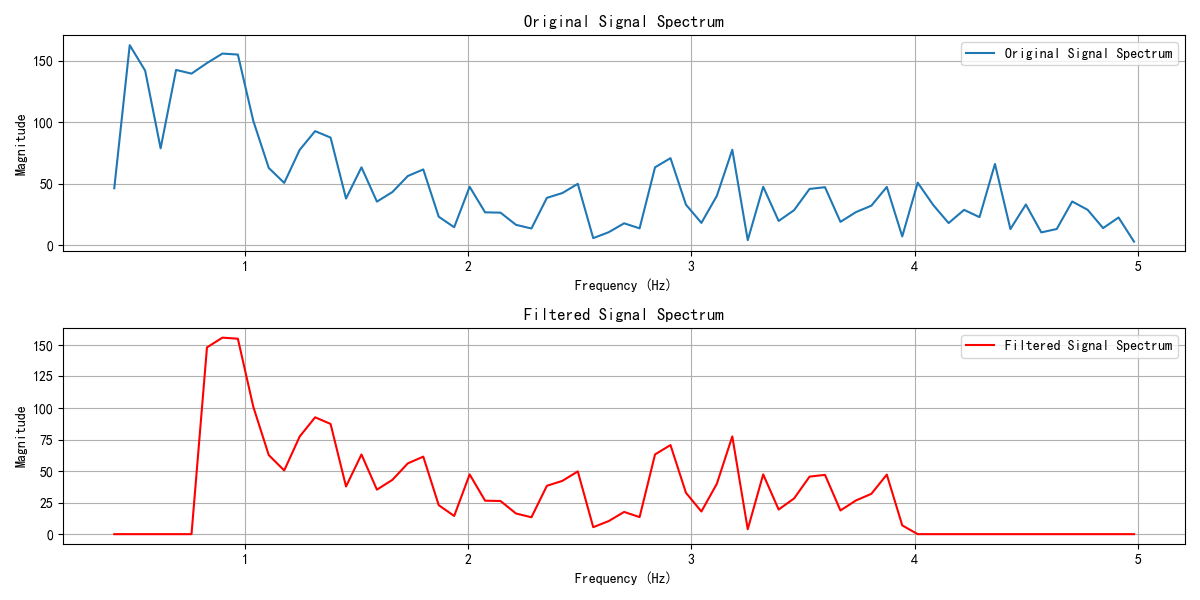 Original Signal Spectrum
Original Signal Spectrum
Magnitude
150
100
50
0
1 2 3 4 5
Frequency (Hz)
Filtered Signal Spectrum
Filtered Signal Spectrum
Magnitude
150
125
100
75
50
25
0
1 2 3 4 5
Frequency (Hz)